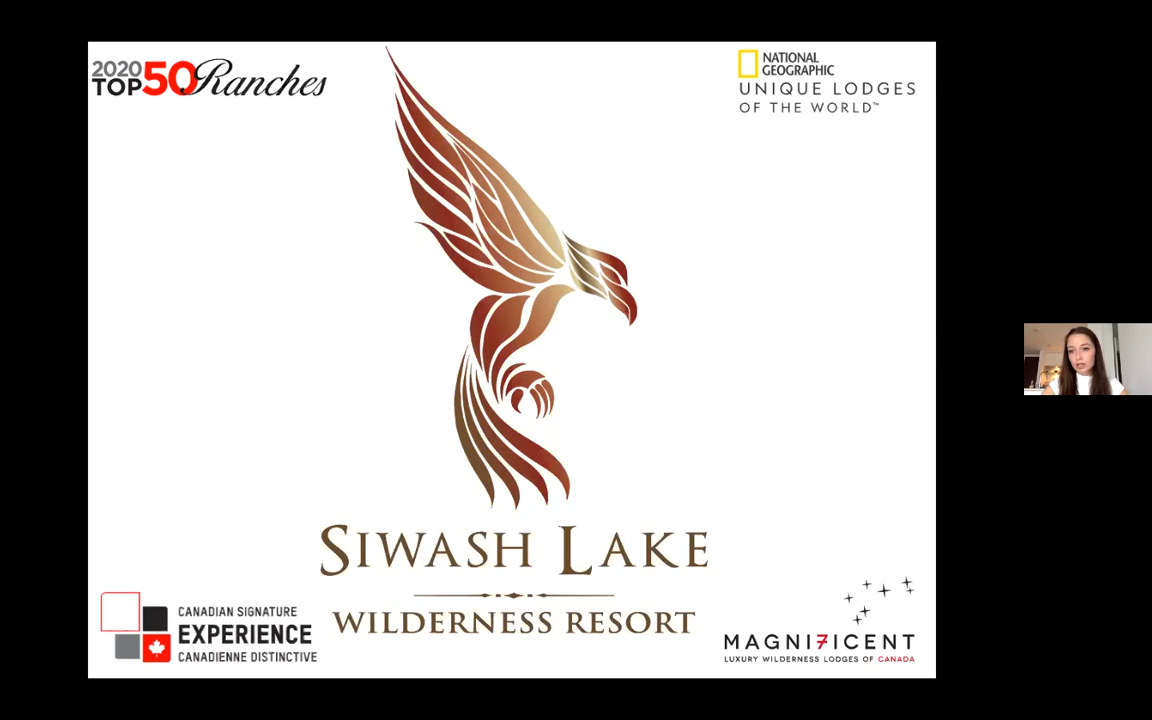 2020
TOP 50 Ranches
NATIONAL
GEOGRAPHIC
UNIQUE LODGES
OF THE WORLD™
SIWASH LAKE
WILDERNESS RESORT
CANADIAN SIGNATURE
EXPERIENCE
CANADIENNE DISTINCTIVE
MAGNI7ICENT
LUXURY WILDERNESS LODGES OF CANADA